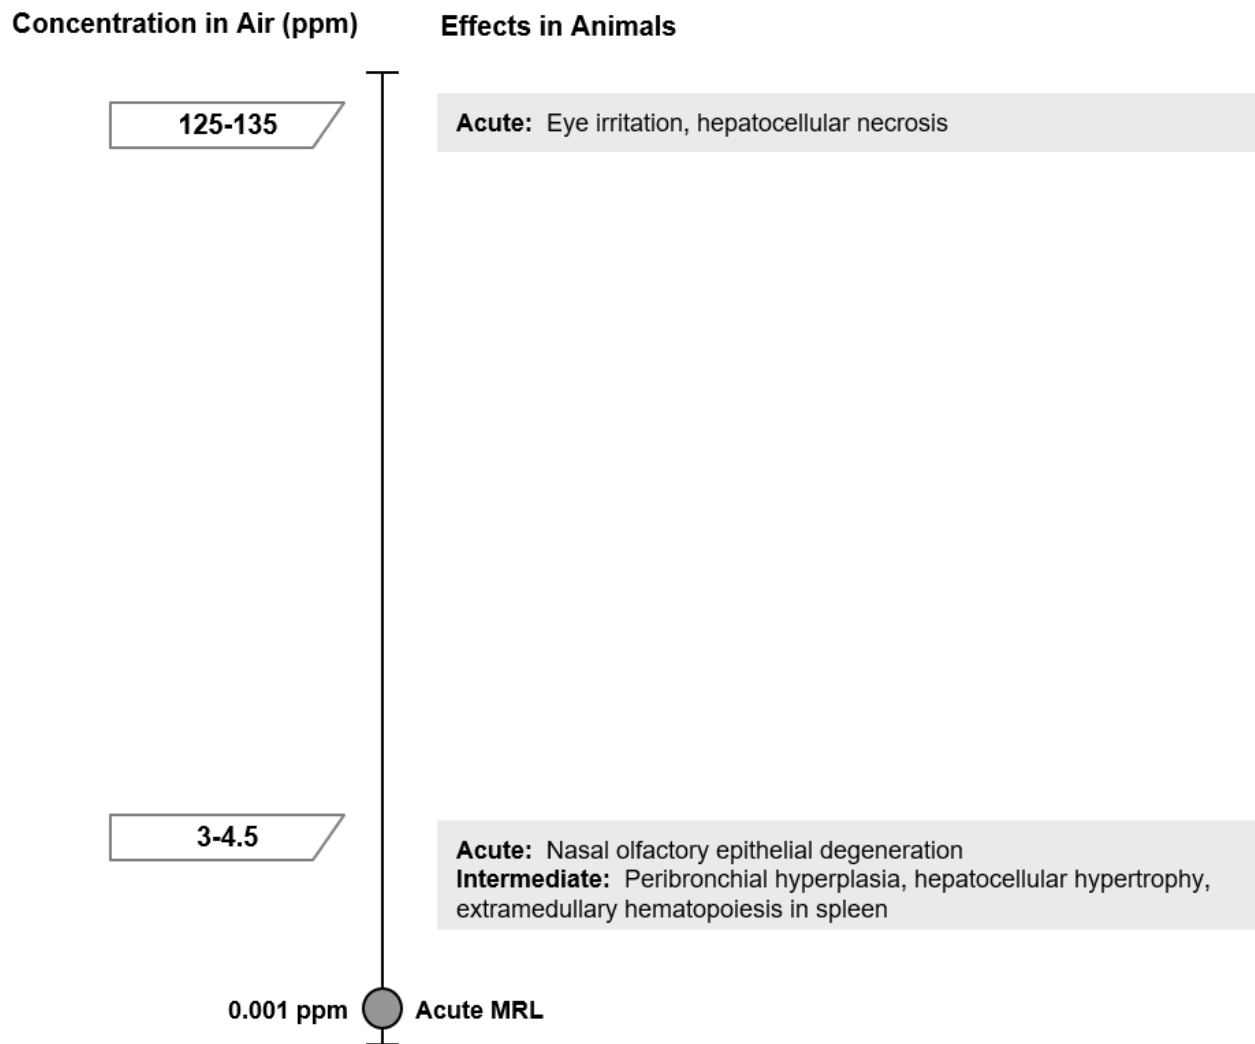 Concentration in Air (ppm) Effects in Animals
125-135 Acute: Eye irritation, hepatocellular necrosis
3-4.5
Acute: Nasal olfactory epithelial degeneration
Intermediate: Peribronchial hyperplasia, hepatocellular hypertrophy,
extramedullary hematopoiesis in spleen
0.001 ppm Acute MRL